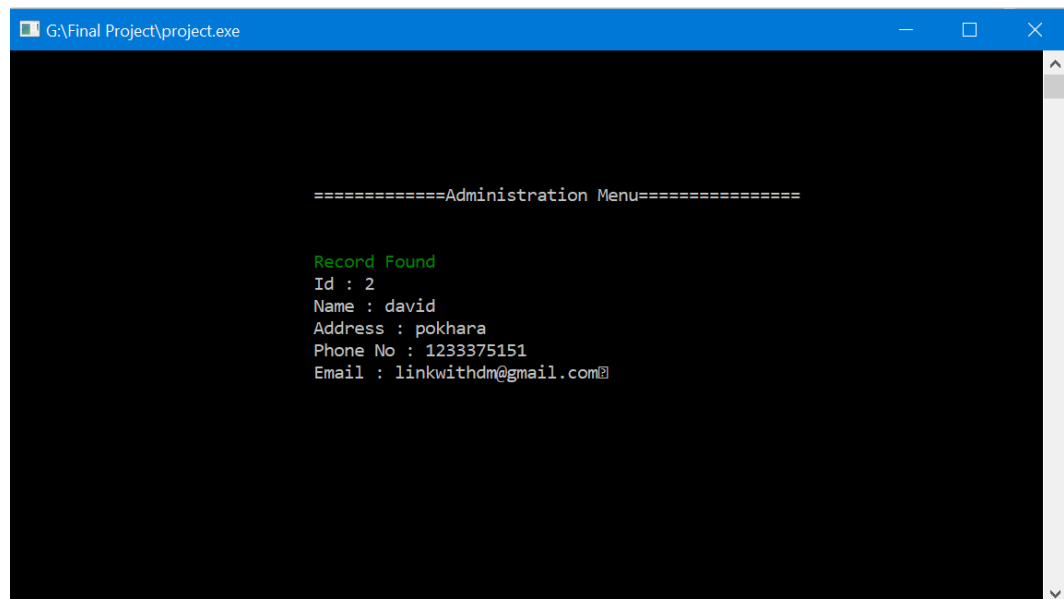 G:\Final Project\project.exe
=============Administration Menu================
Record Found
Id : 2
Name : david
Address : pokhara
Phone No : 1233375151
Email : linkwithdm@gmail.com⍰